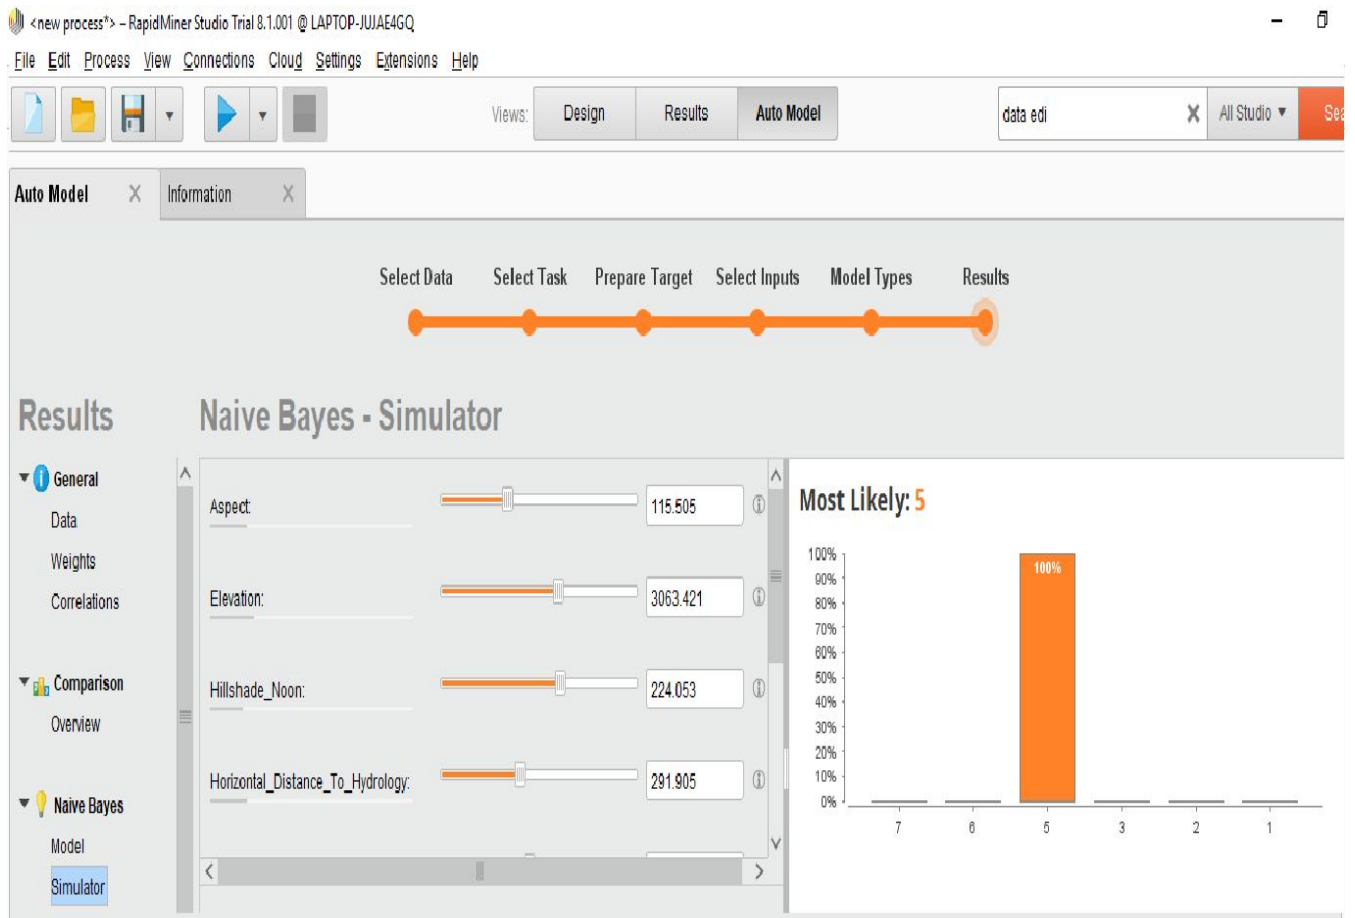 <new process*> – RapidMiner Studio Trial 8.1.001 @ LAPTOP-JUJAE4GQ
File Edit Process View Connections Cloud Settings Extensions Help
Views: Design Results Auto Model data edi All Studio
Auto Model Information
Select Data Select Task Prepare Target Select Inputs Model Types Results
Results Naive Bayes - Simulator
General
Data
Weights
Correlations
Comparison
Overview
Naive Bayes
Model
Simulator
Aspect: 115.505
Elevation: 3063.421
Hillshade_Noon: 224.053
Horizontal_Distance_To_Hydrology: 291.905
Most Likely: 5
100%
90%
80%
70%
60%
50%
40%
30%
20%
10%
0%
100%
7 6 5 3 2 1